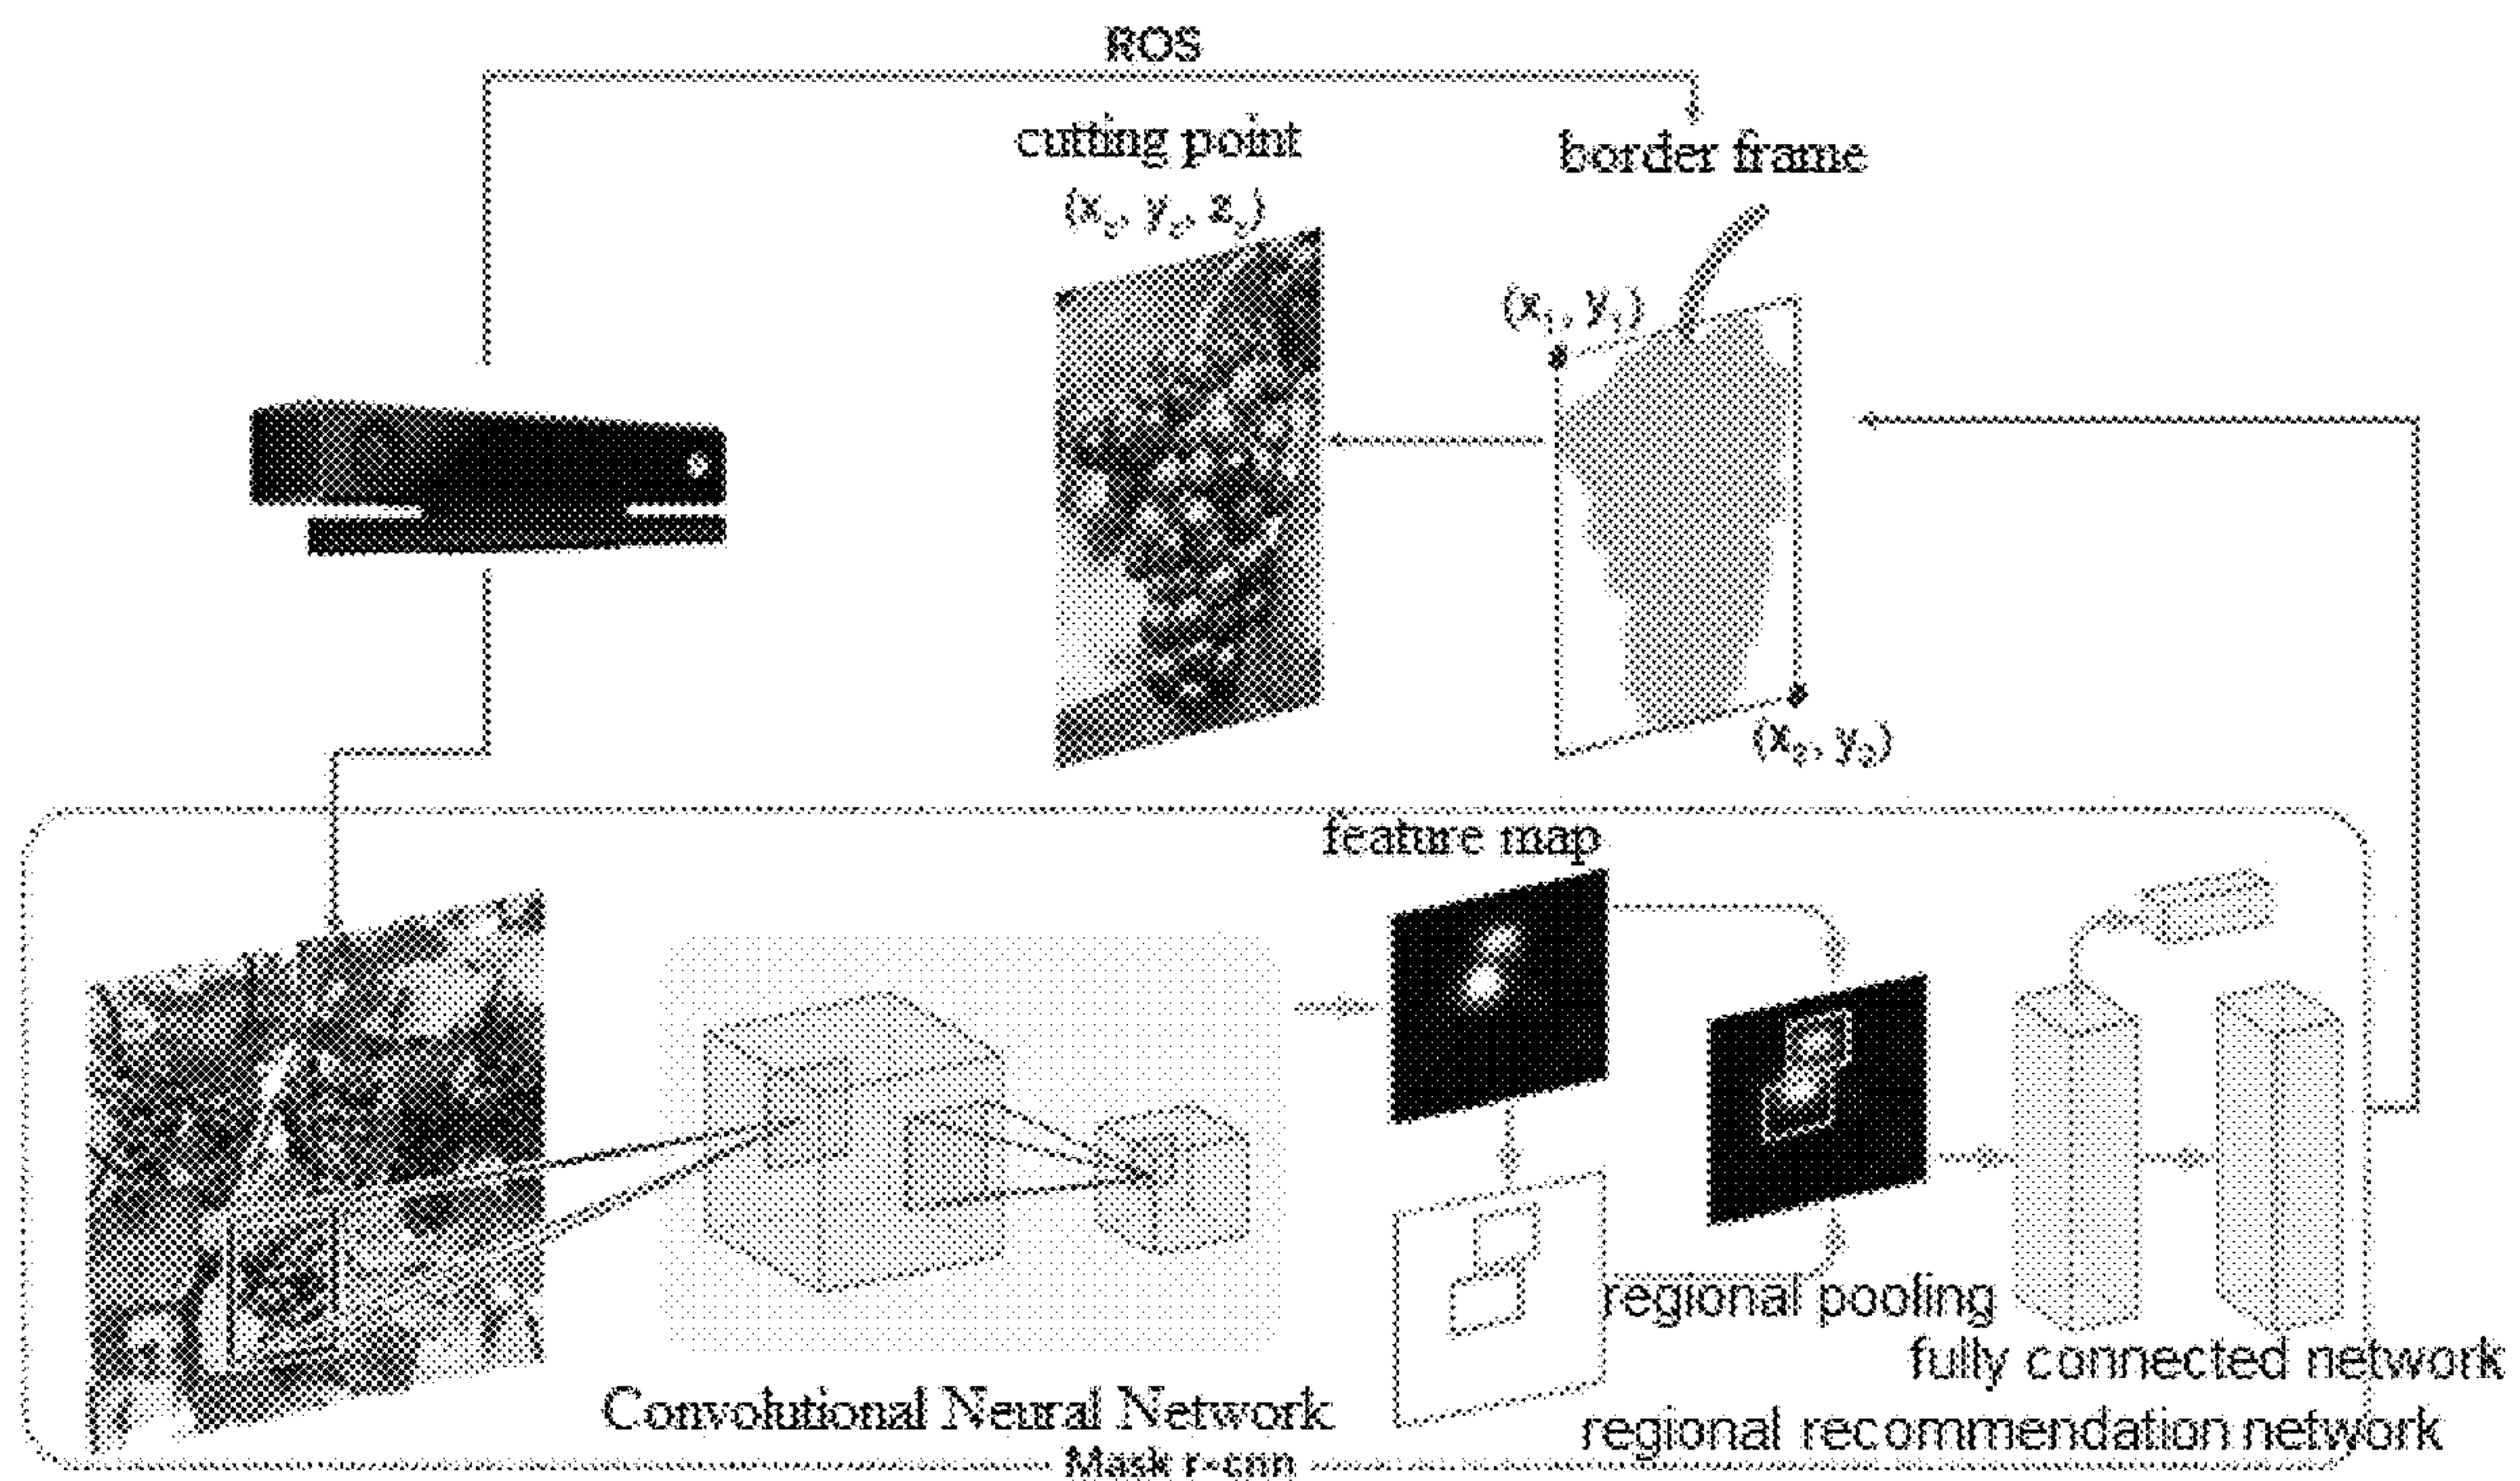 ROS
cutting point
border frame
(x₁, y₁)
(x₂, y₂)
feature map
regional pooling
fully connected network
Convolutional Neural Network
regional recommendation network
Mask r-cnn